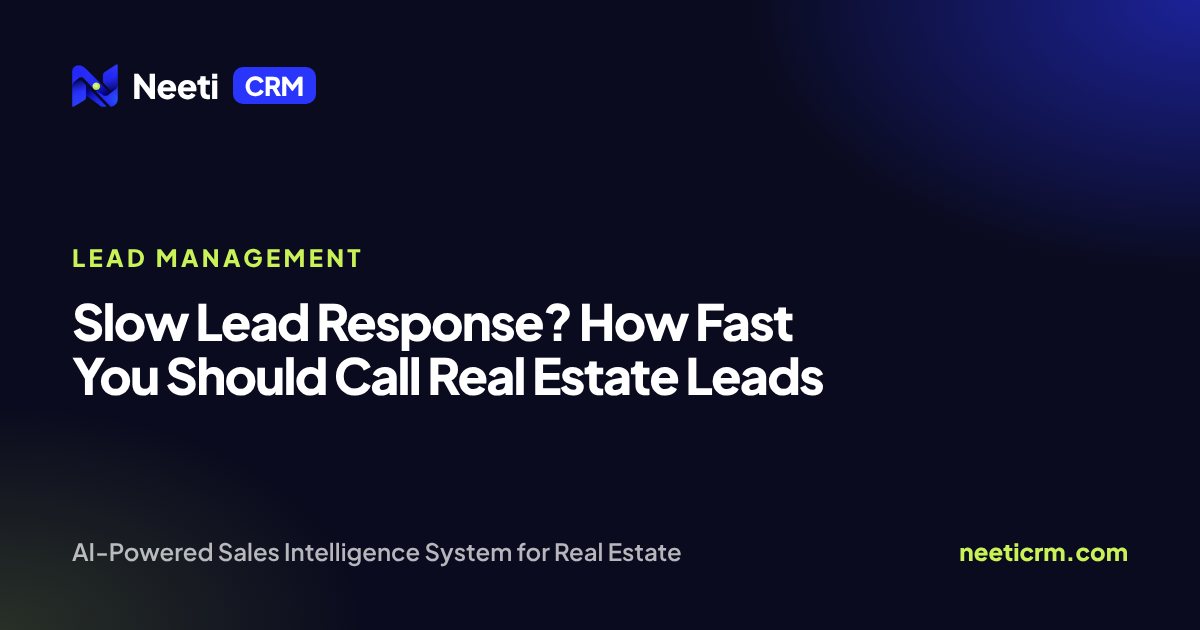 Neeti CRM
LEAD MANAGEMENT
Slow Lead Response? How Fast
You Should Call Real Estate Leads
AI-Powered Sales Intelligence System for Real Estate
neeticrm.com